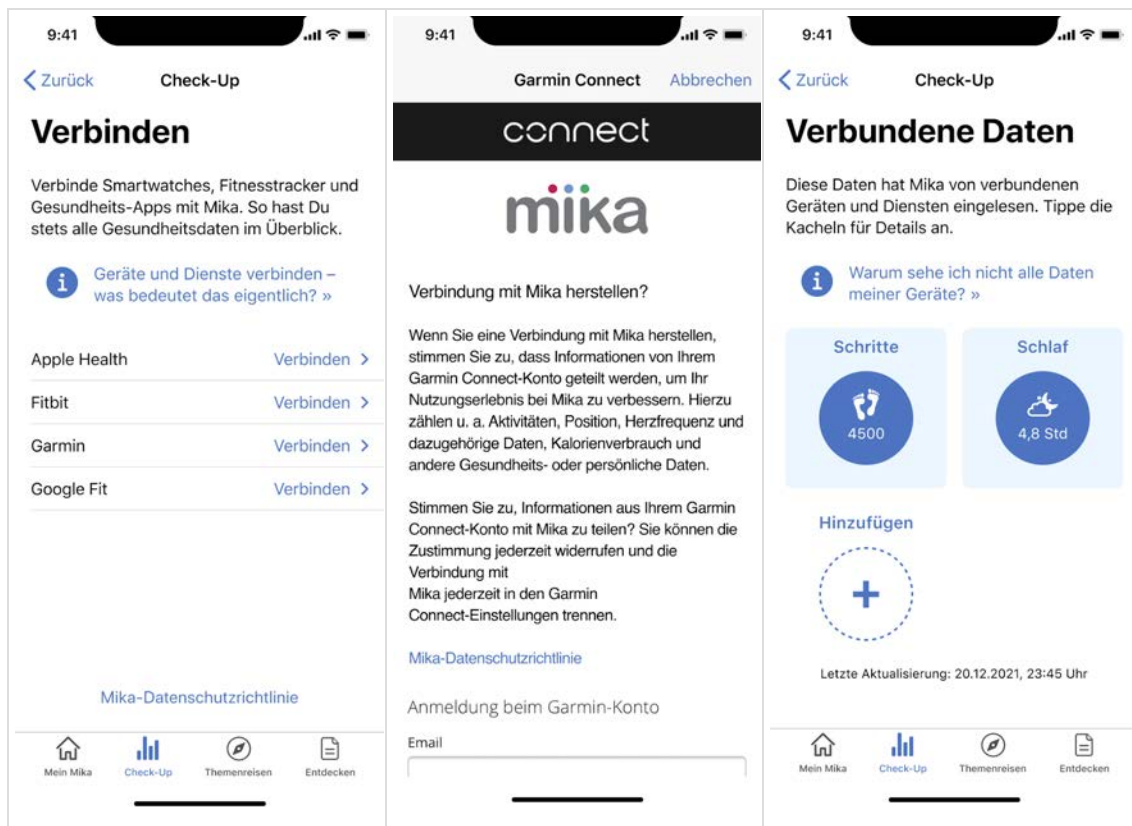 9:41
Zurück Check-Up
Verbinden
Verbinde Smartwatches, Fitnesstracker und
Gesundheits-Apps mit Mika. So hast Du
stets alle Gesundheitsdaten im Überblick.
Geräte und Dienste verbinden –
was bedeutet das eigentlich? »
Apple Health Verbinden
Fitbit Verbinden
Garmin Verbinden
Google Fit Verbinden
Mika-Datenschutzrichtlinie
Mein Mika Check-Up Themenreisen Entdecken
9:41
Garmin Connect Abbrechen
connect
mika
Verbindung mit Mika herstellen?
Wenn Sie eine Verbindung mit Mika herstellen,
stimmen Sie zu, dass Informationen von Ihrem
Garmin Connect-Konto geteilt werden, um Ihr
Nutzungserlebnis bei Mika zu verbessern. Hierzu
zählen u. a. Aktivitäten, Position, Herzfrequenz und
dazugehörige Daten, Kalorienverbrauch und
andere Gesundheits- oder persönliche Daten.
Stimmen Sie zu, Informationen aus Ihrem Garmin
Connect-Konto mit Mika zu teilen? Sie können die
Zustimmung jederzeit widerrufen und die
Verbindung mit
Mika jederzeit in den Garmin
Connect-Einstellungen trennen.
Mika-Datenschutzrichtlinie
Anmeldung beim Garmin-Konto
Email
9:41
Zurück Check-Up
Verbundene Daten
Diese Daten hat Mika von verbundenen
Geräten und Diensten eingelesen. Tippe die
Kacheln für Details an.
Warum sehe ich nicht alle Daten
meiner Geräte? »
Schritte Schlaf
4500 4,8 Std
Hinzufügen
Letzte Aktualisierung: 20.12.2021, 23:45 Uhr
Mein Mika Check-Up Themenreisen Entdecken